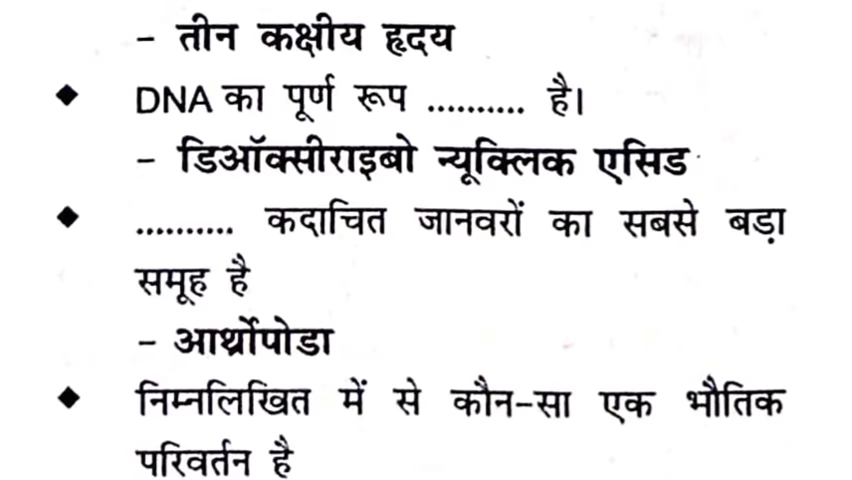 – तीन कक्षीय हृदय
◆ DNA का पूर्ण रूप .......... है।
– डिऑक्सीराइबो न्यूक्लिक एसिड
◆ .......... कदाचित जानवरों का सबसे बड़ा
समूह है
– आर्थ्रोपोडा
◆ निम्नलिखित में से कौन-सा एक भौतिक
परिवर्तन है